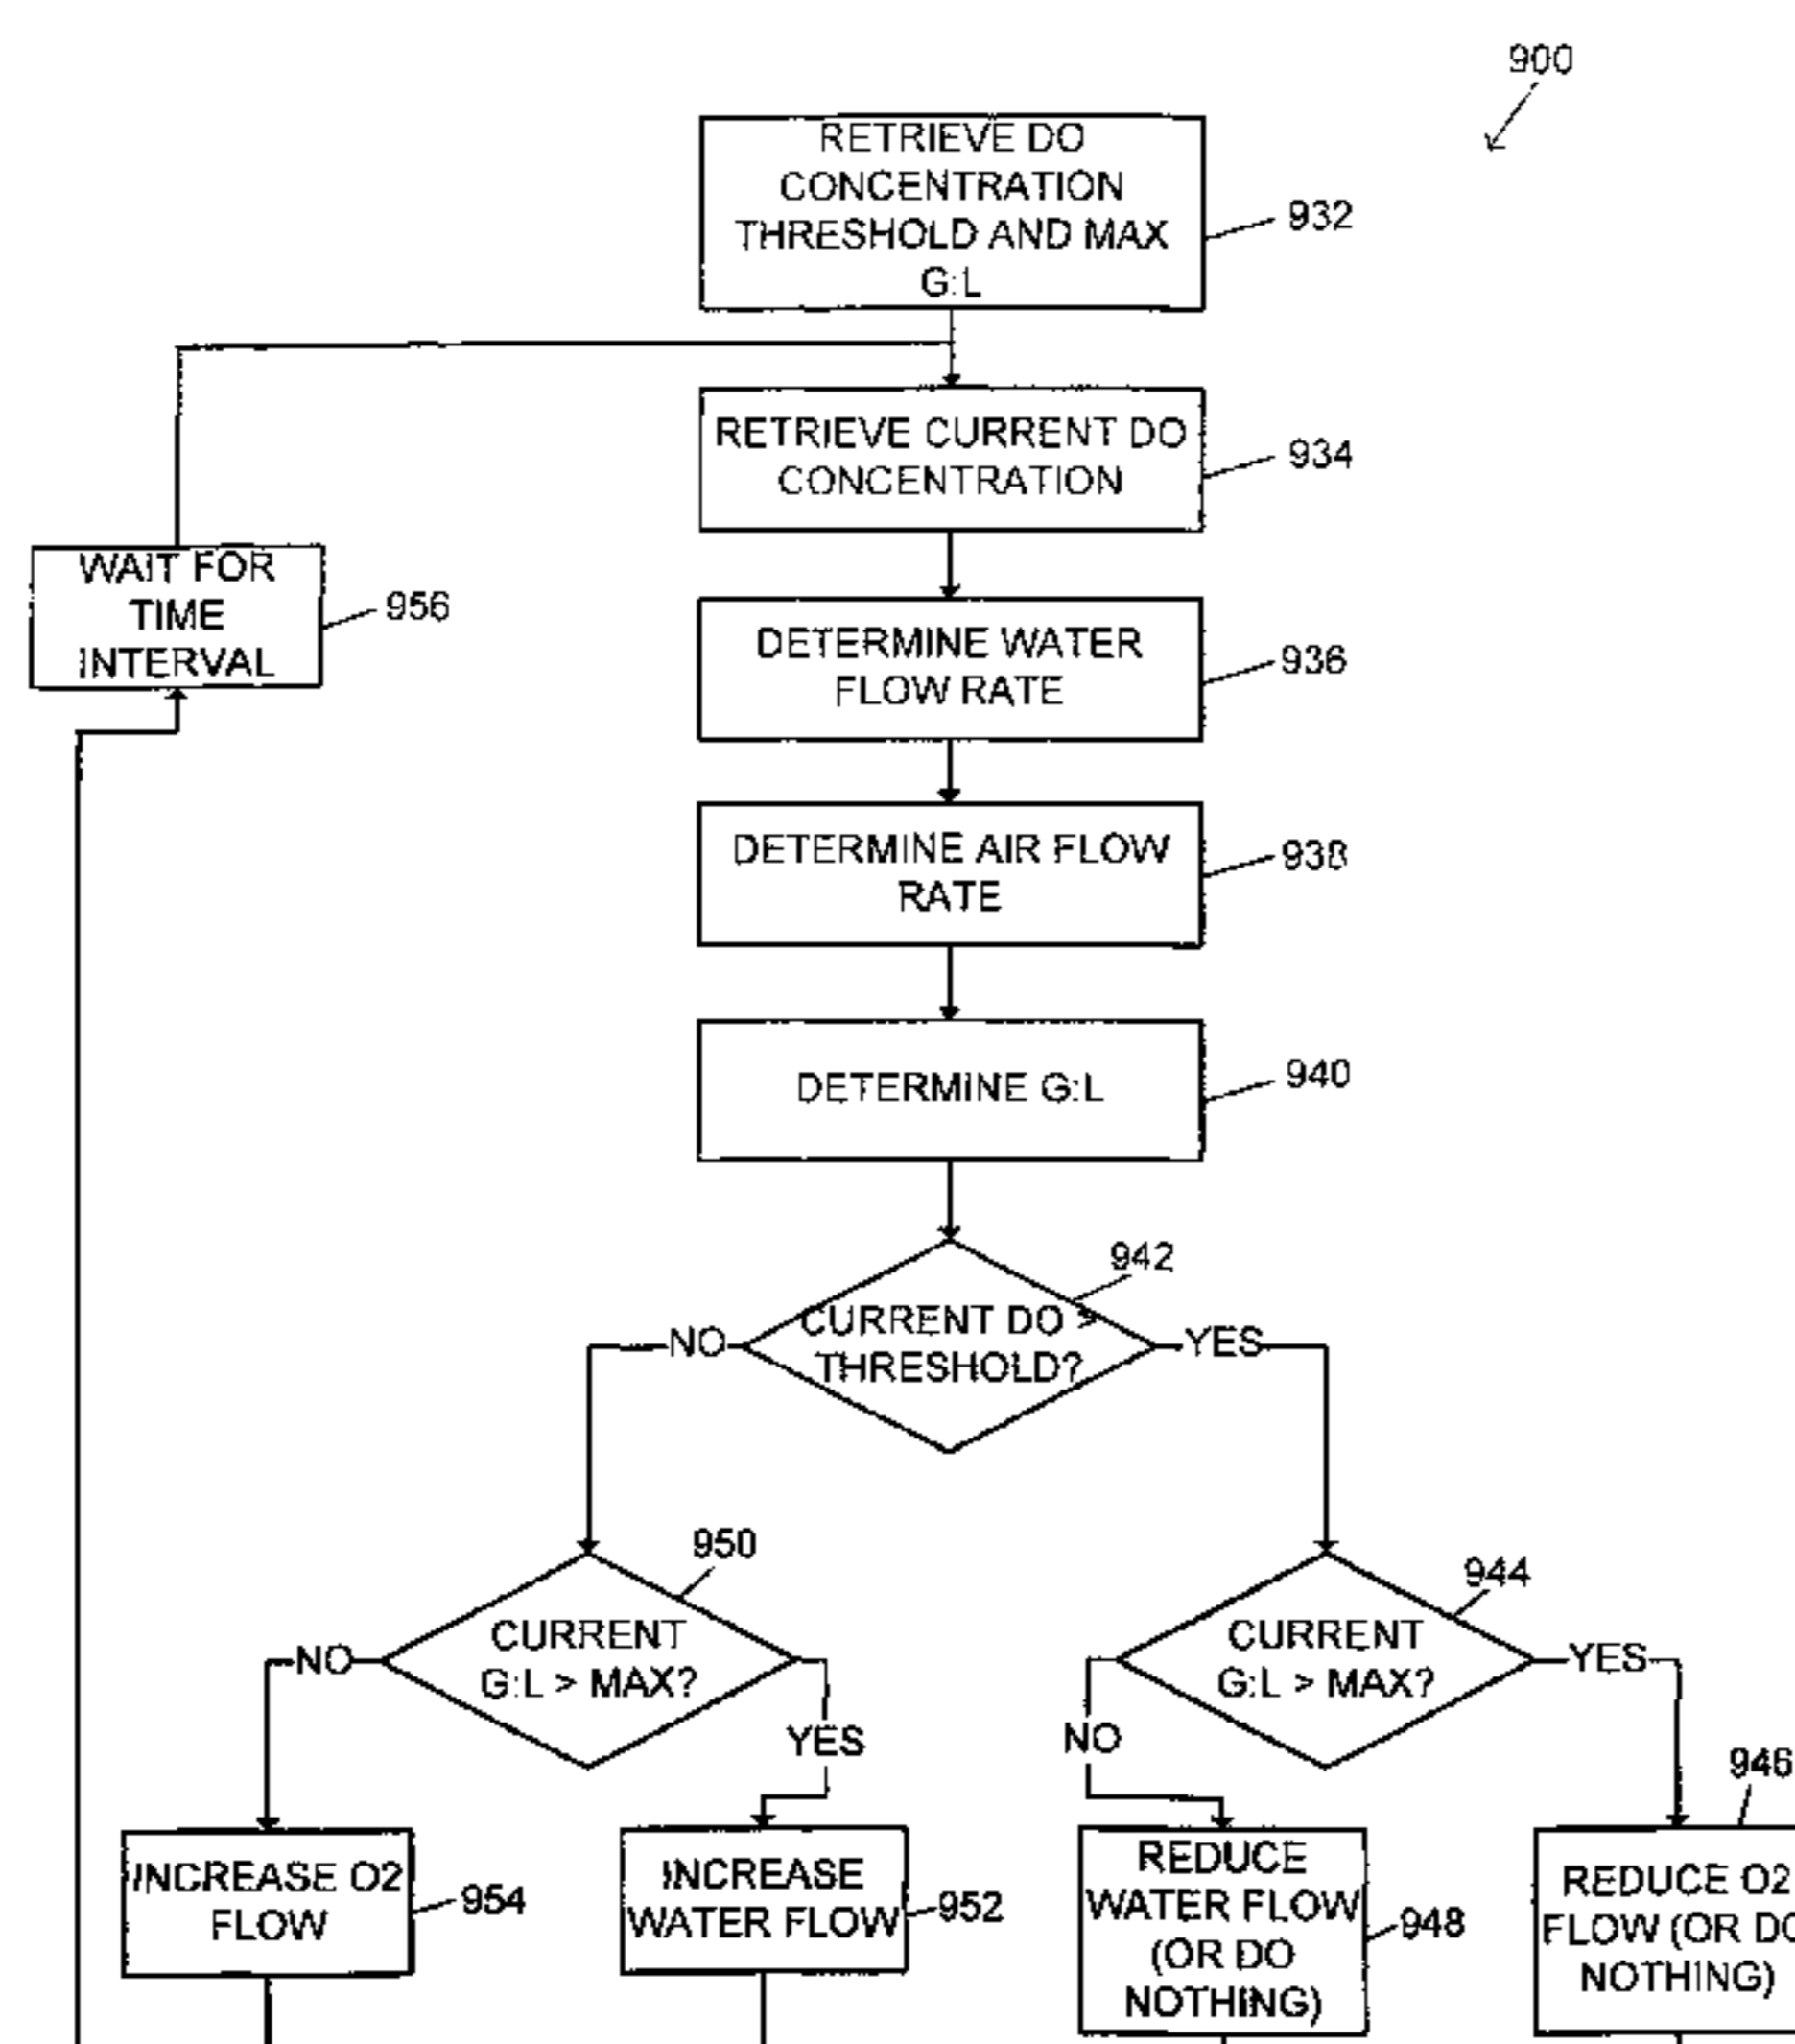 900
RETRIEVE DO
CONCENTRATION
THRESHOLD AND MAX
G:L
932
RETRIEVE CURRENT DO
CONCENTRATION
934
WAIT FOR
TIME
INTERVAL
956
DETERMINE WATER
FLOW RATE
936
DETERMINE AIR FLOW
RATE
938
DETERMINE G:L
940
942
CURRENT DO >
THRESHOLD?
NO
YES
950
CURRENT
G:L > MAX?
NO
YES
944
CURRENT
G:L > MAX?
NO
YES
INCREASE O2
FLOW
954
INCREASE
WATER FLOW
952
REDUCE
WATER FLOW
(OR DO
NOTHING)
948
946
REDUCE O2
FLOW (OR DO
NOTHING)